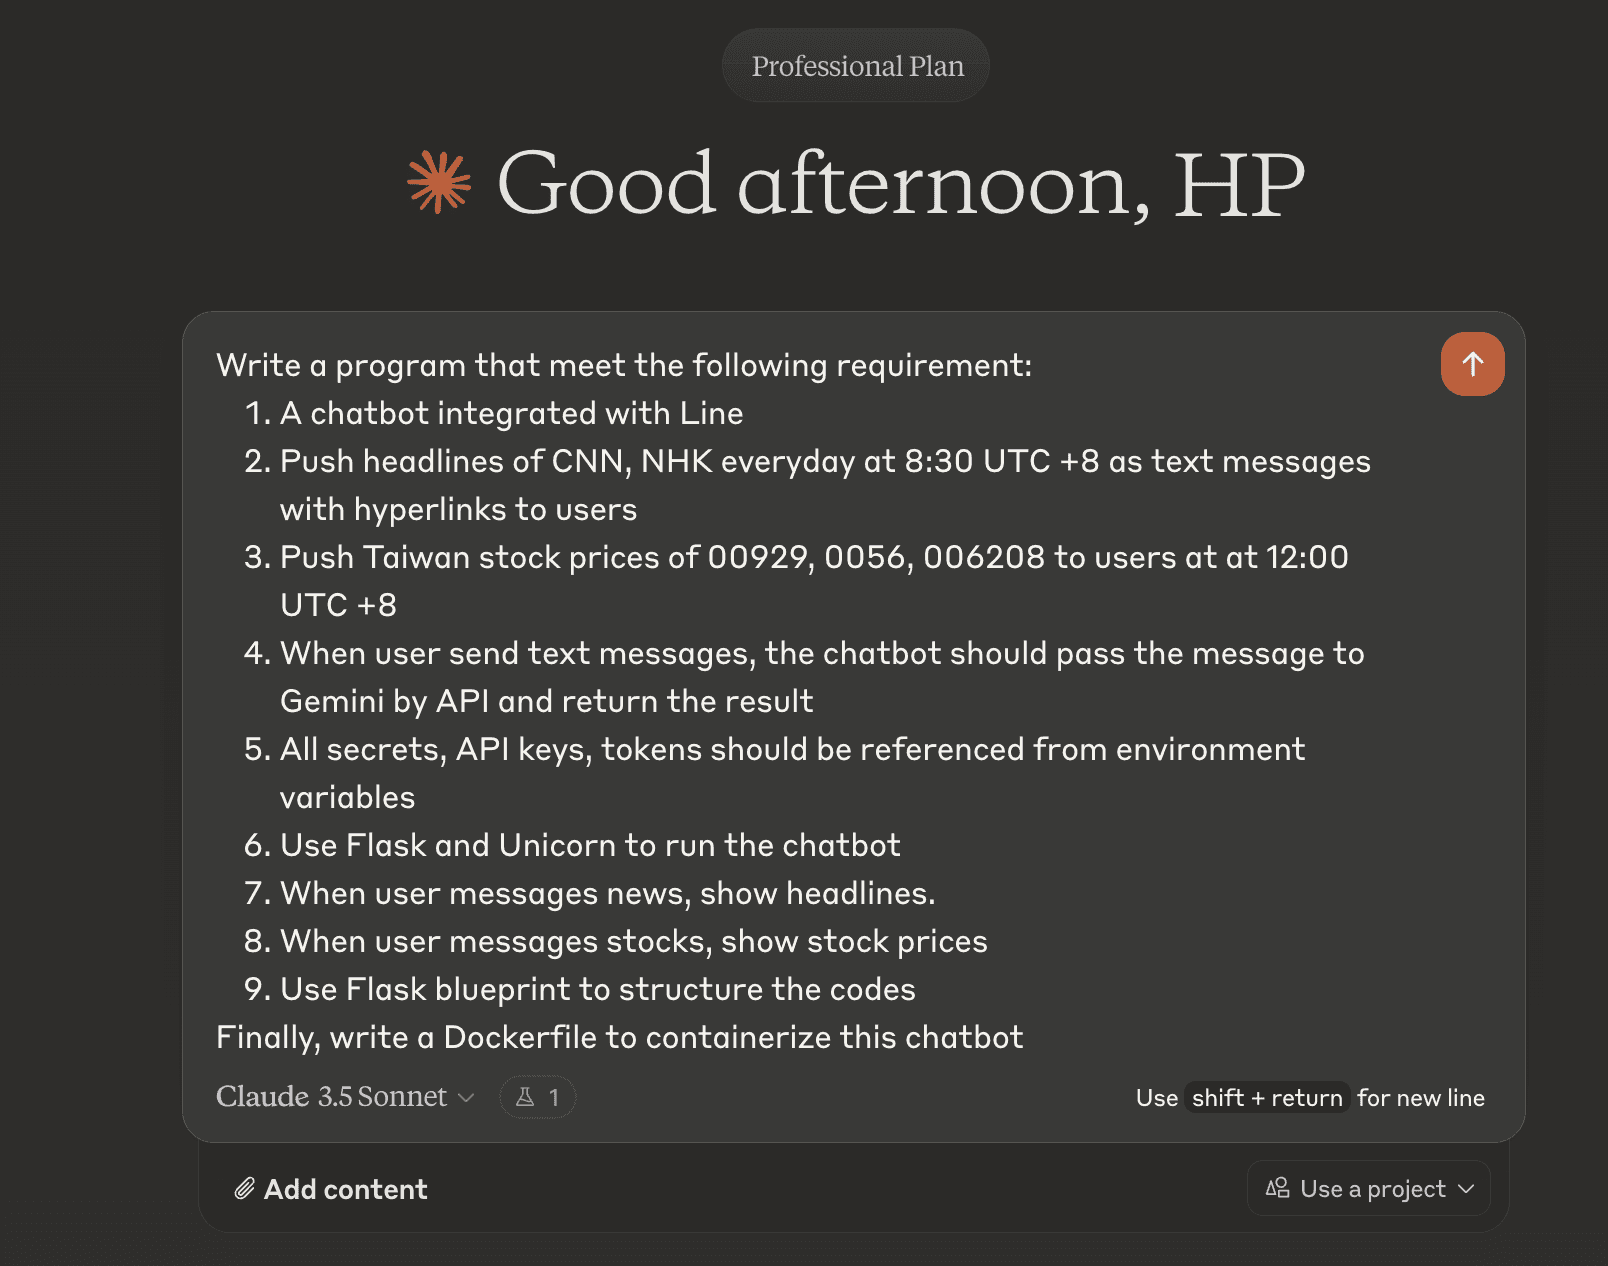 Professional Plan
Good afternoon, HP
Write a program that meet the following requirement:
1. A chatbot integrated with Line
2. Push headlines of CNN, NHK everyday at 8:30 UTC +8 as text messages
with hyperlinks to users
3. Push Taiwan stock prices of 00929, 0056, 006208 to users at at 12:00
UTC +8
4. When user send text messages, the chatbot should pass the message to
Gemini by API and return the result
5. All secrets, API keys, tokens should be referenced from environment
variables
6. Use Flask and Unicorn to run the chatbot
7. When user messages news, show headlines.
8. When user messages stocks, show stock prices
9. Use Flask blueprint to structure the codes
Finally, write a Dockerfile to containerize this chatbot
Claude 3.5 Sonnet 1 Use shift + return for new line
Add content Use a project